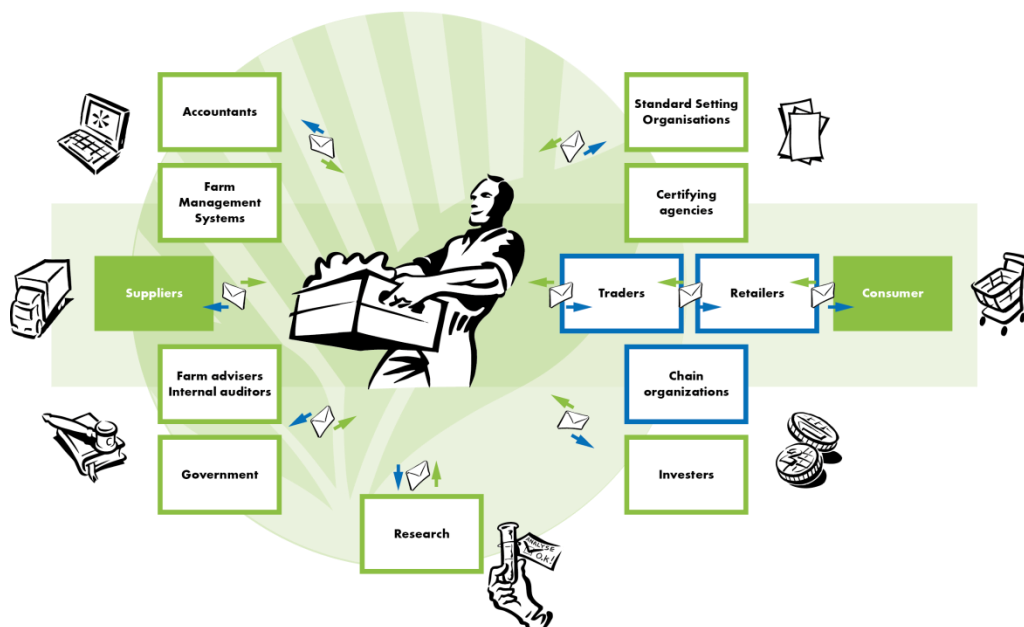 Accountants
Standard Setting
Organisations
Farm
Management
Systems
Certifying
agencies
Suppliers
Traders
Retailers
Consumer
Farm advisers
Internal auditors
Chain
organizations
Government
Investers
Research
ANALYSE
O.K!